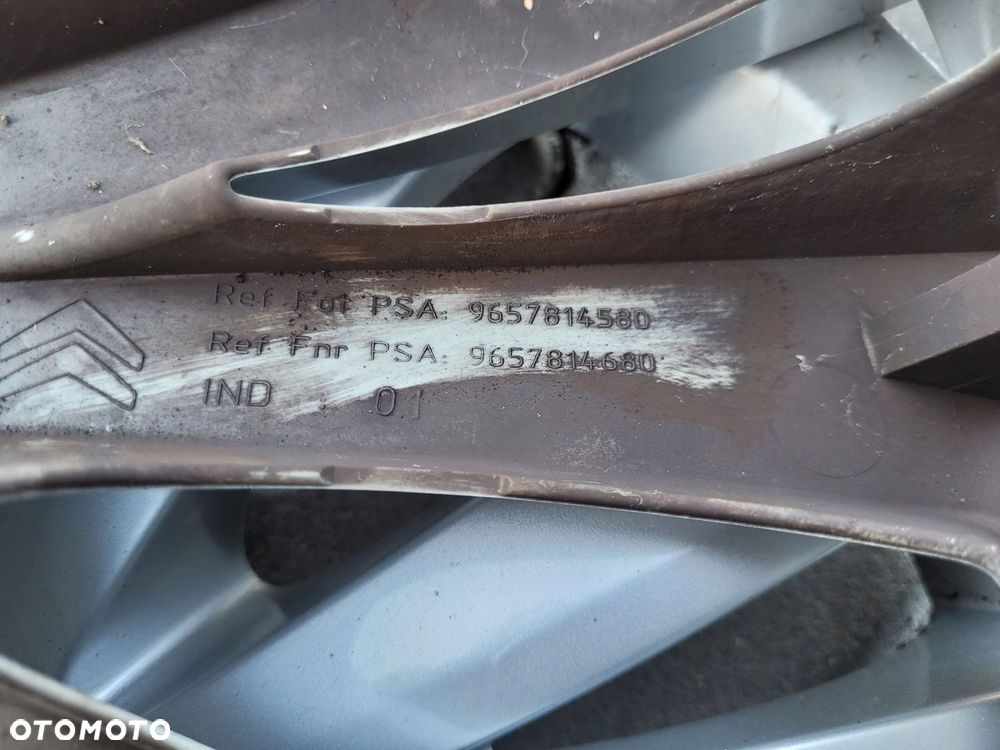 Ref Fot PSA: 9657814580
Ref Fnr PSA: 9657814680
IND 01
OTOMOTO